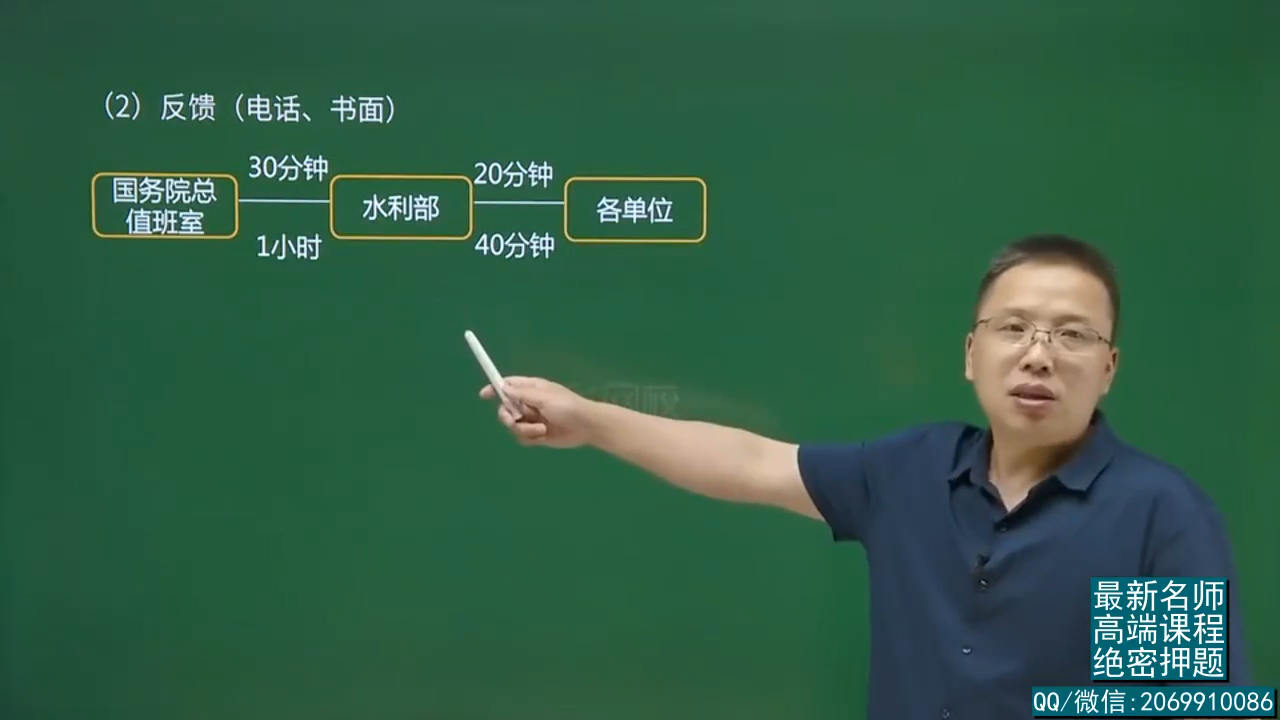 （2）反馈（电话、书面）
30分钟
20分钟
国务院总
值班室
水利部
各单位
1小时
40分钟
最新名师
高端课程
绝密押题
QQ/微信:2069910086